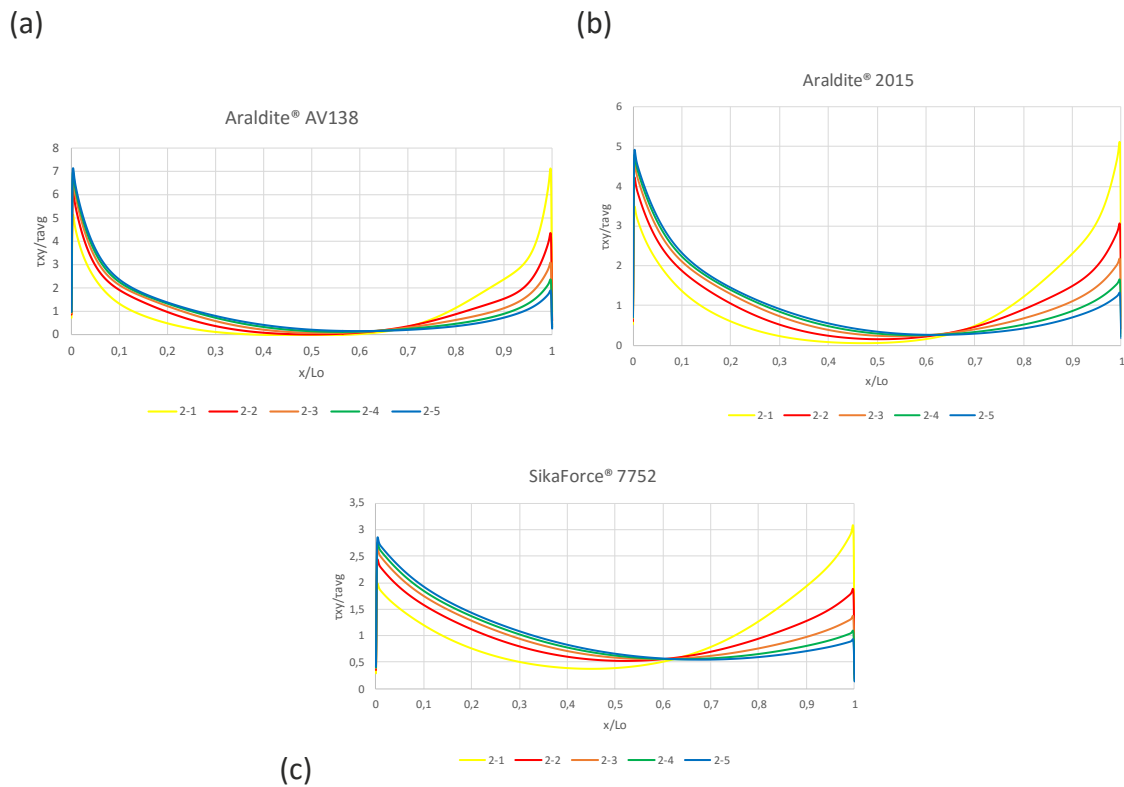 (a)
Araldite® AV138
8
7
6
5
4
3
2
1
0
τxy/τavg
0 0,1 0,2 0,3 0,4 0,5 0,6 0,7 0,8 0,9 1
x/Lo
2-1 2-2 2-3 2-4 2-5
(b)
Araldite® 2015
6
5
4
3
2
1
0
τxy/τavg
0 0,1 0,2 0,3 0,4 0,5 0,6 0,7 0,8 0,9 1
x/Lo
2-1 2-2 2-3 2-4 2-5
SikaForce® 7752
3,5
3
2,5
2
1,5
1
0,5
0
τxy/τavg
0 0,1 0,2 0,3 0,4 0,5 0,6 0,7 0,8 0,9 1
x/Lo
2-1 2-2 2-3 2-4 2-5
(c)